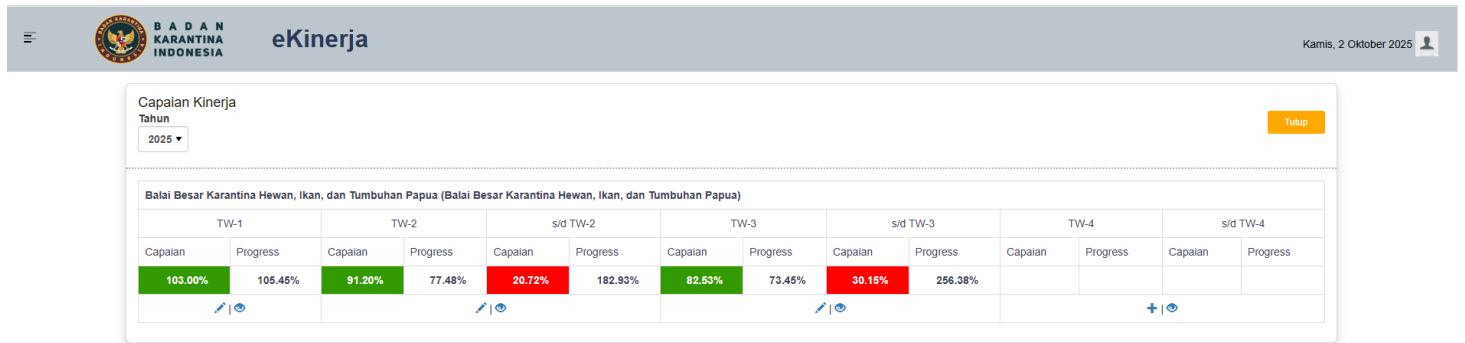 BADAN
KARANTINA
INDONESIA
eKinerja
Kamis, 2 Oktober 2025
Capaian Kinerja
Tahun
2025
Tutup
Balai Besar Karantina Hewan, Ikan, dan Tumbuhan Papua (Balai Besar Karantina Hewan, Ikan, dan Tumbuhan Papua)
TW-1 TW-2 s/d TW-2 TW-3 s/d TW-3 TW-4 s/d TW-4
Capaian Progress Capaian Progress Capaian Progress Capaian Progress Capaian Progress Capaian Progress Capaian Progress
103.00% 105.45% 91.20% 77.48% 20.72% 182.93% 82.53% 73.45% 30.15% 256.38%
| | | |